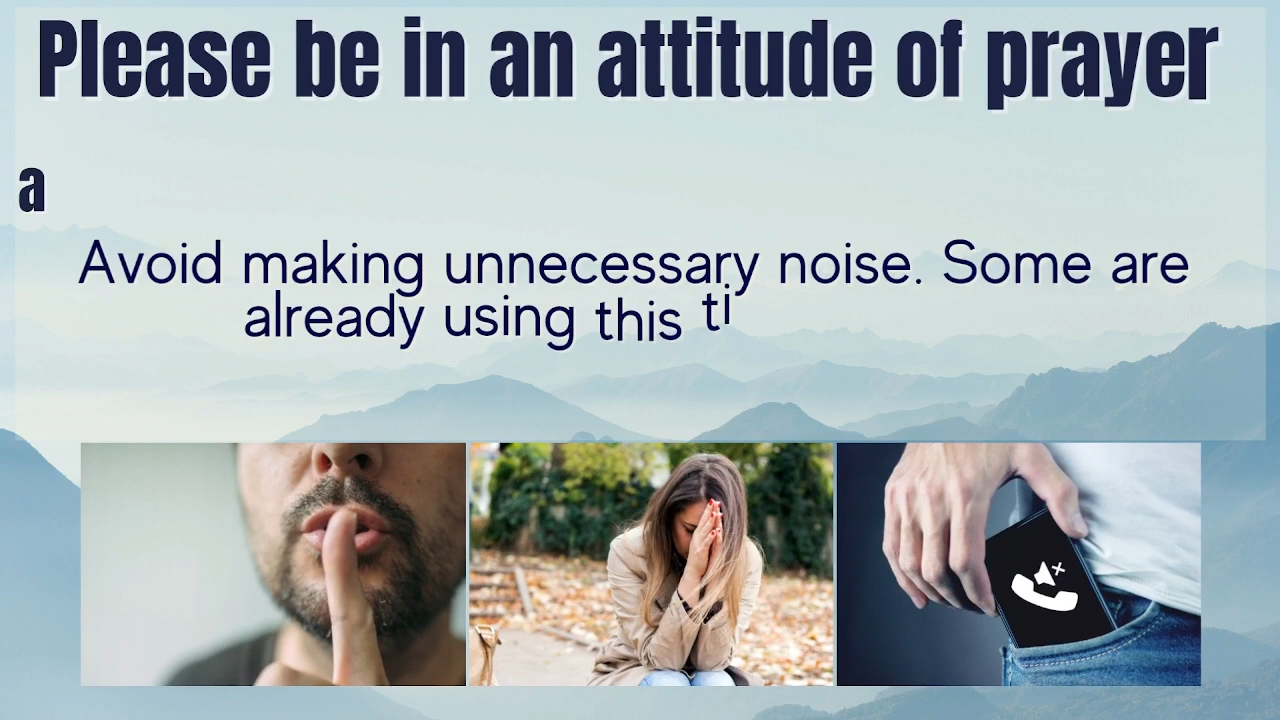 Please be in an attitude of prayer
a
Avoid making unnecessary noise. Some are
already using this ti